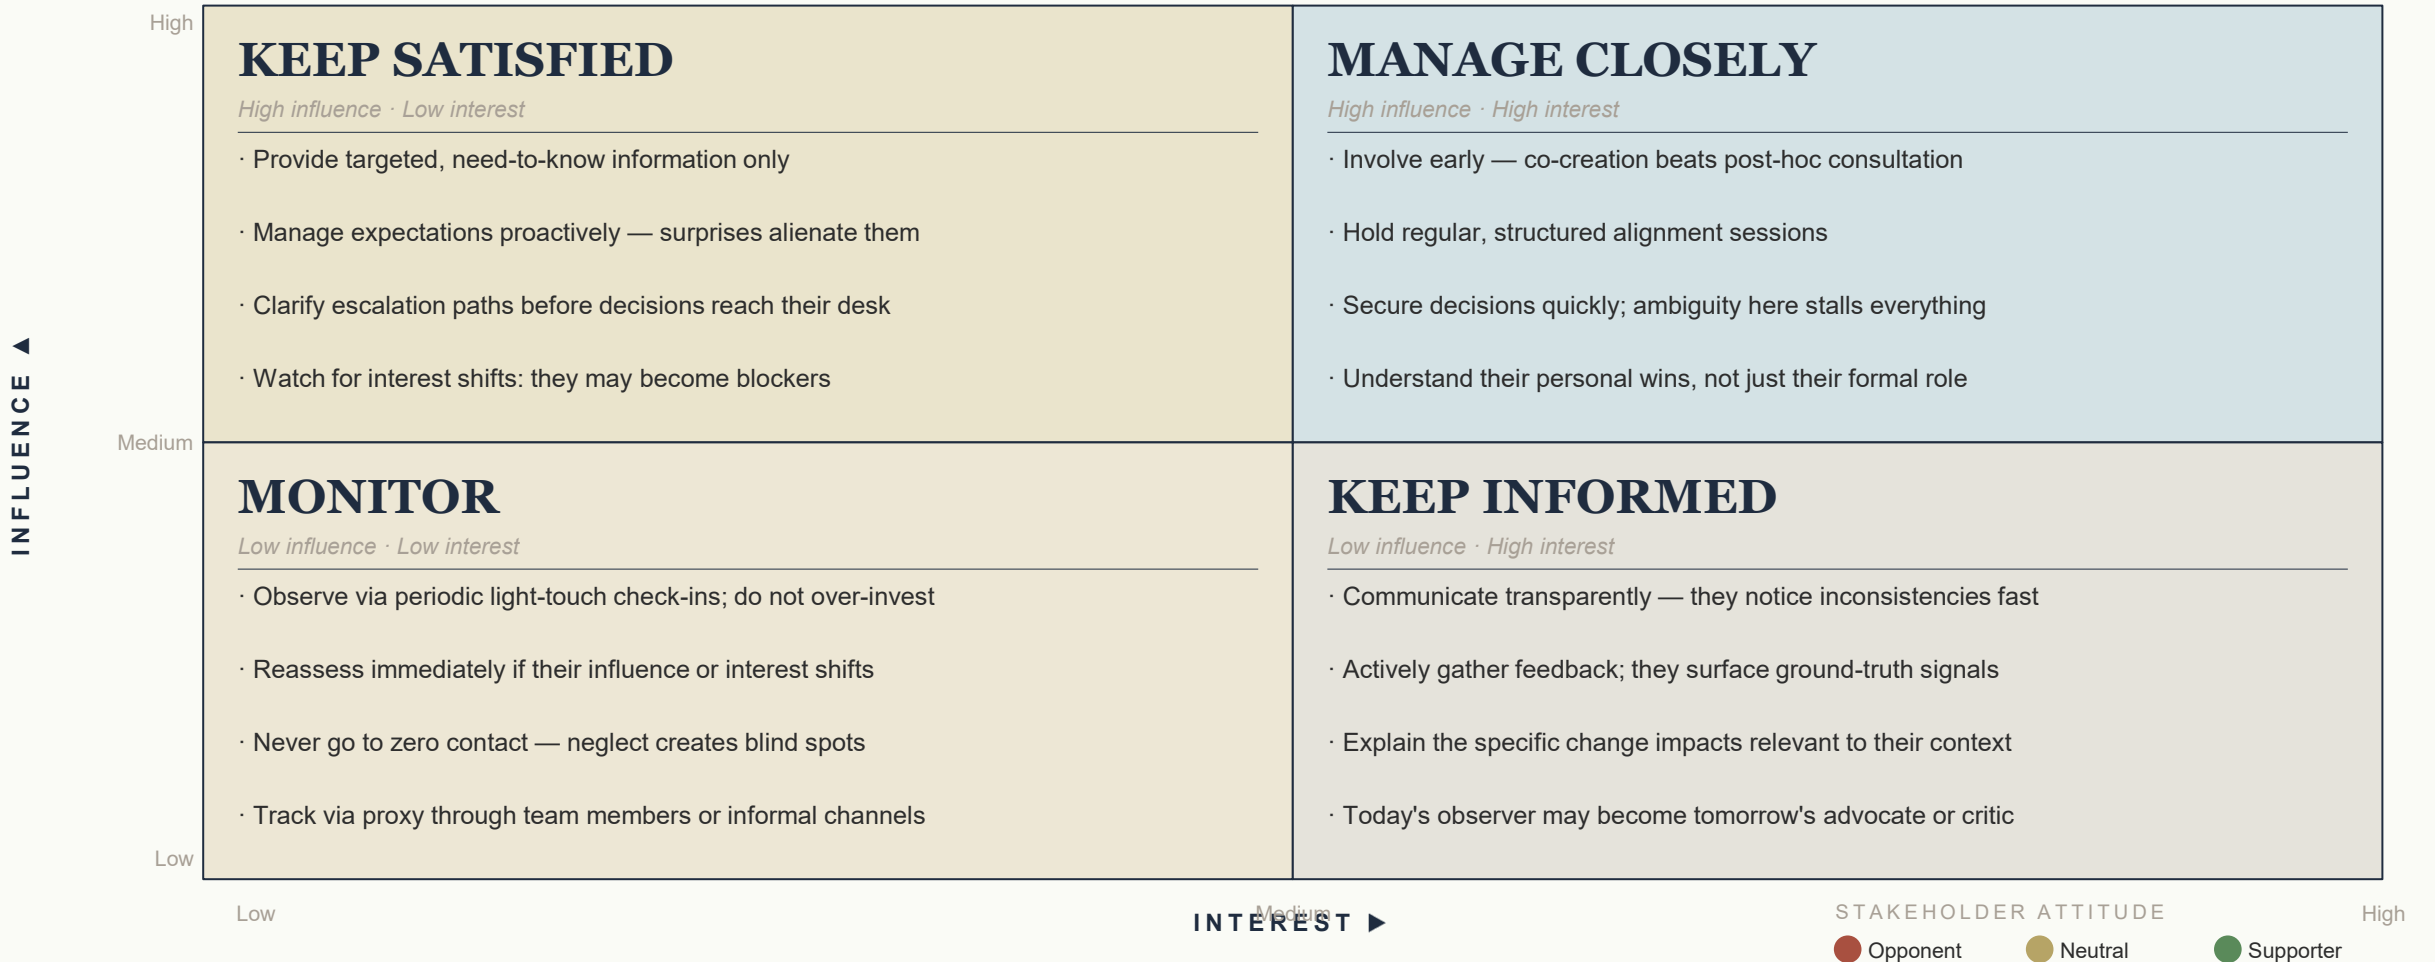 High
KEEP SATISFIED
High influence · Low interest
· Provide targeted, need-to-know information only
· Manage expectations proactively — surprises alienate them
· Clarify escalation paths before decisions reach their desk
· Watch for interest shifts: they may become blockers
MANAGE CLOSELY
High influence · High interest
· Involve early — co-creation beats post-hoc consultation
· Hold regular, structured alignment sessions
· Secure decisions quickly; ambiguity here stalls everything
· Understand their personal wins, not just their formal role
INFLUENCE ▲
Medium
MONITOR
Low influence · Low interest
· Observe via periodic light-touch check-ins; do not over-invest
· Reassess immediately if their influence or interest shifts
· Never go to zero contact — neglect creates blind spots
· Track via proxy through team members or informal channels
KEEP INFORMED
Low influence · High interest
· Communicate transparently — they notice inconsistencies fast
· Actively gather feedback; they surface ground-truth signals
· Explain the specific change impacts relevant to their context
· Today's observer may become tomorrow's advocate or critic
Low
Low
Medium
INTEREST ▶
High
STAKEHOLDER ATTITUDE
Opponent
Neutral
Supporter